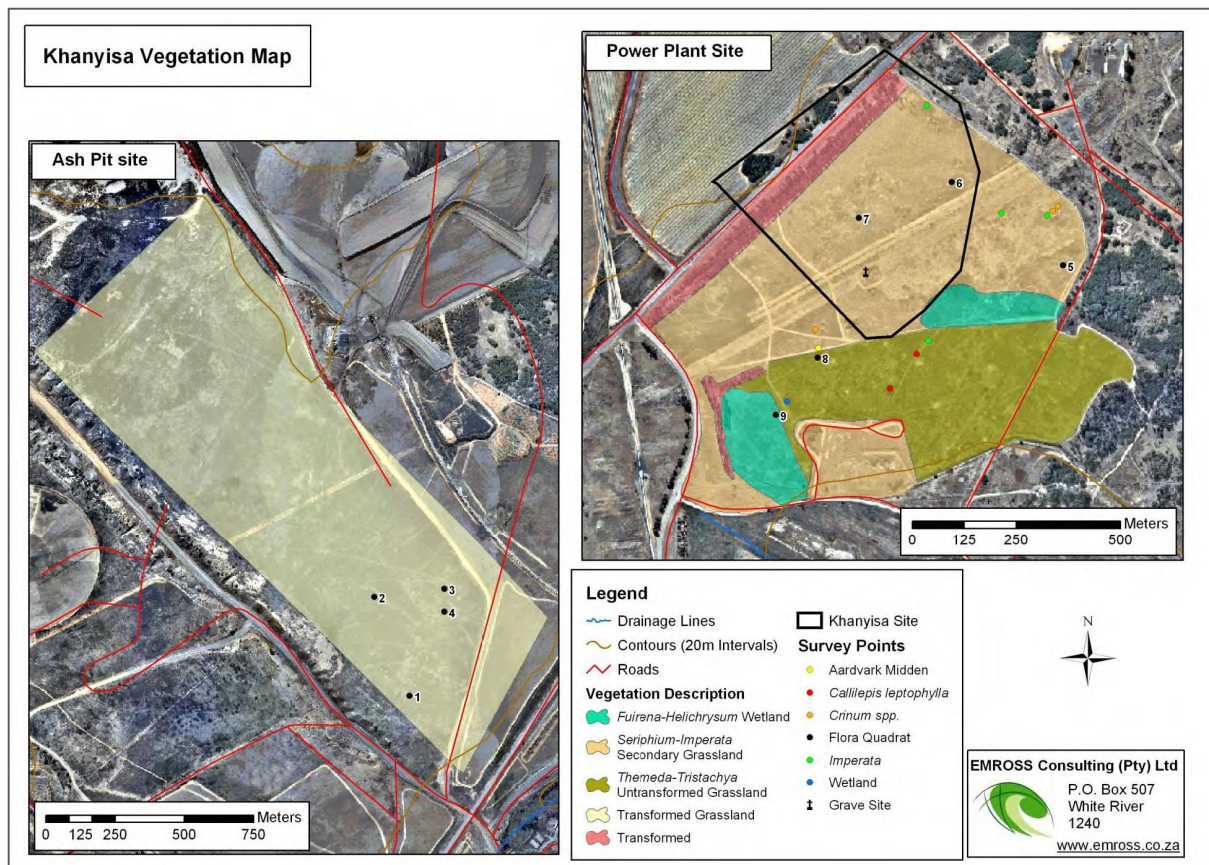 Khanyisa Vegetation Map
Ash Pit site
2
3
4
1
0 125 250 500 750 Meters
Power Plant Site
6
7
5
8
9
0 125 250 500 Meters
Legend
Drainage Lines
Contours (20m Intervals)
Roads
Vegetation Description
Fuirena-Helichrysum Wetland
Seriphium-Imperata
Secondary Grassland
Themeda-Tristachya
Untransformed Grassland
Transformed Grassland
Transformed
Khanyisa Site
Survey Points
Aardvark Midden
Callilepis leptophylla
Crinum spp.
Flora Quadrat
Imperata
Wetland
Grave Site
N
EMROSS Consulting (Pty) Ltd
P.O. Box 507
White River
1240
www.emross.co.za